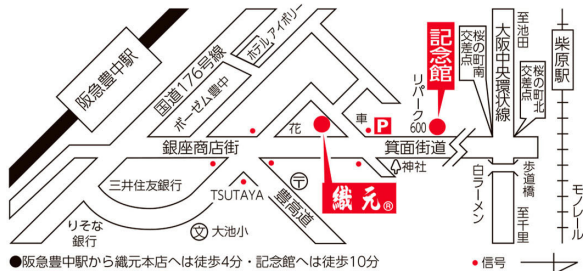 阪急豊中駅
国道176号線
ボーゼム豊中
ホテルアイボリー
記念館
リパーク600
至池田
桜の町南交差点
大阪中央環状線
桜の町北交差点
柴原駅
花
車
P
銀座商店街
箕面街道
神社
三井住友銀行
TSUTAYA
〒
豊高道
織元®
白ラーメン
歩道橋
モノレール
りそな銀行
文
大池小
至千里
●阪急豊中駅から織元本店へは徒歩4分・記念館へは徒歩10分
●信号